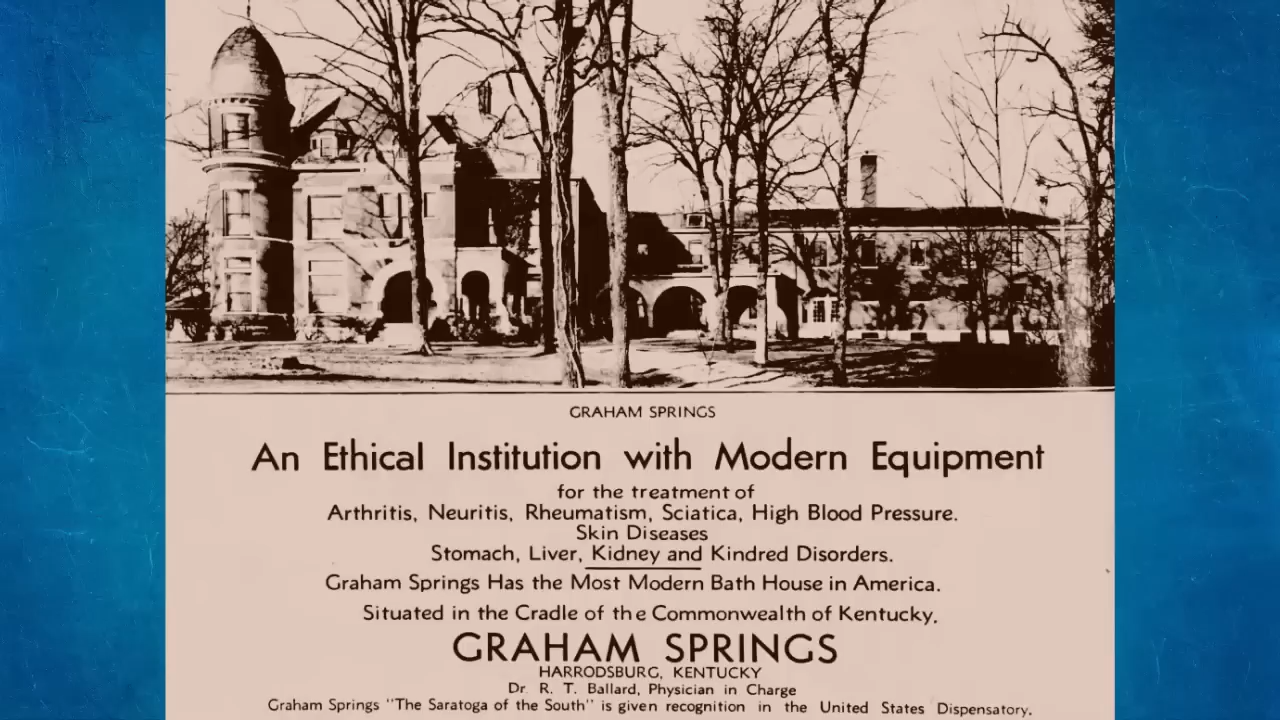 GRAHAM SPRINGS
An Ethical Institution with Modern Equipment
for the treatment of
Arthritis, Neuritis, Rheumatism, Sciatica, High Blood Pressure.
Skin Diseases
Stomach, Liver, Kidney and Kindred Disorders.
Graham Springs Has the Most Modern Bath House in America.
Situated in the Cradle of the Commonwealth of Kentucky.
GRAHAM SPRINGS
HARRODSBURG, KENTUCKY
Dr. R. T. Ballard, Physician in Charge
Graham Springs "The Saratoga of the South" is given recognition in the United States Dispensatory.